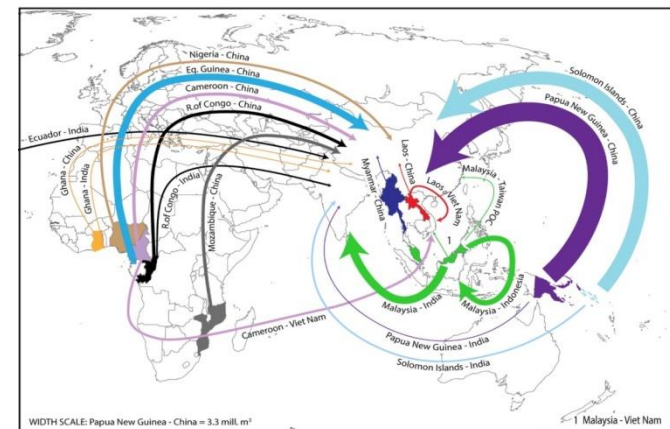 Nigeria - China
Eq. Guinea - China
Cameroon - China
R.of Congo - China
Ecuador - India
Ghana - China
Ghana - India
R.of Congo - India
Mozambique - China
Cameroon - Viet Nam
Myanmar - China
Laos - China
Laos - Viet Nam
Malaysia - Taiwan POC
Solomon Islands - China
Papua New Guinea - China
1
Malaysia - India
Malaysia - Indonesia
Papua New Guinea - India
Solomon Islands - India
WIDTH SCALE: Papua New Guinea - China = 3.3 mill. m³
1 Malaysia - Viet Nam